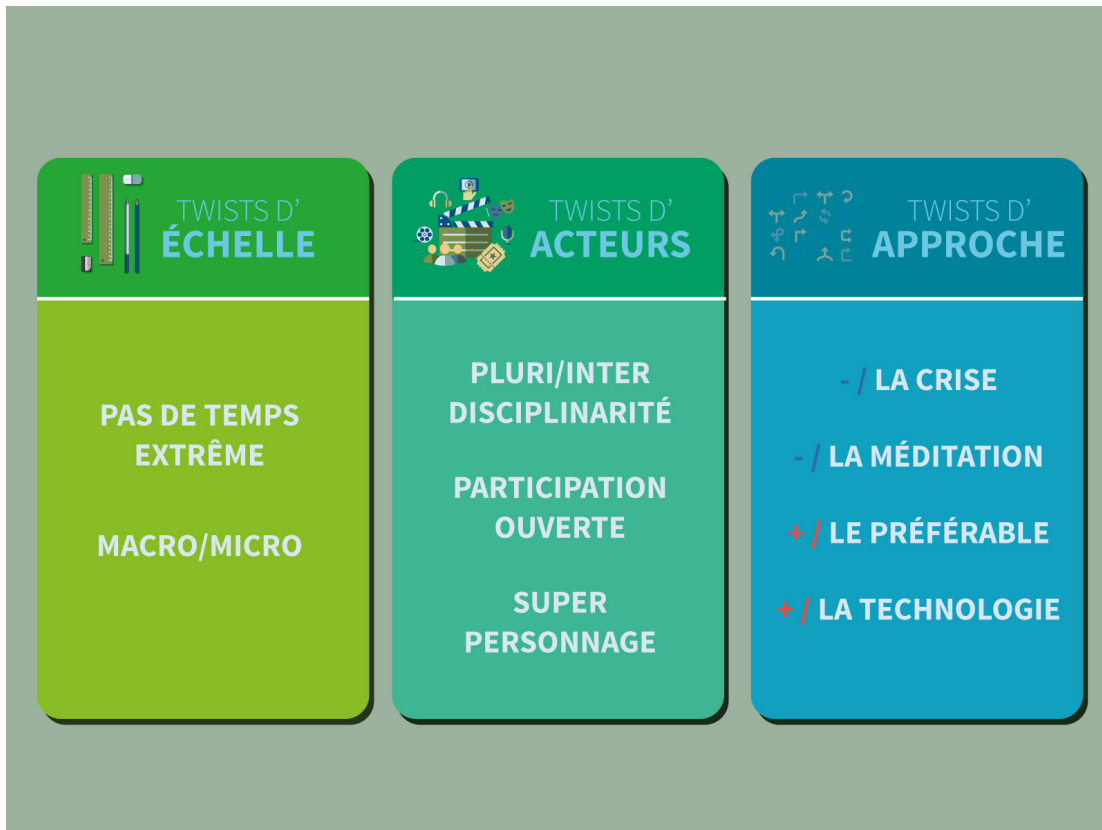 TWISTS D’
ÉCHELLE
PAS DE TEMPS
EXTRÊME
MACRO/MICRO
TWISTS D’
ACTEURS
PLURI/INTER
DISCIPLINARITÉ
PARTICIPATION
OUVERTE
SUPER
PERSONNAGE
TWISTS D’
APPROCHE
- / LA CRISE
- / LA MÉDITATION
+ / LE PRÉFÉRABLE
+ / LA TECHNOLOGIE